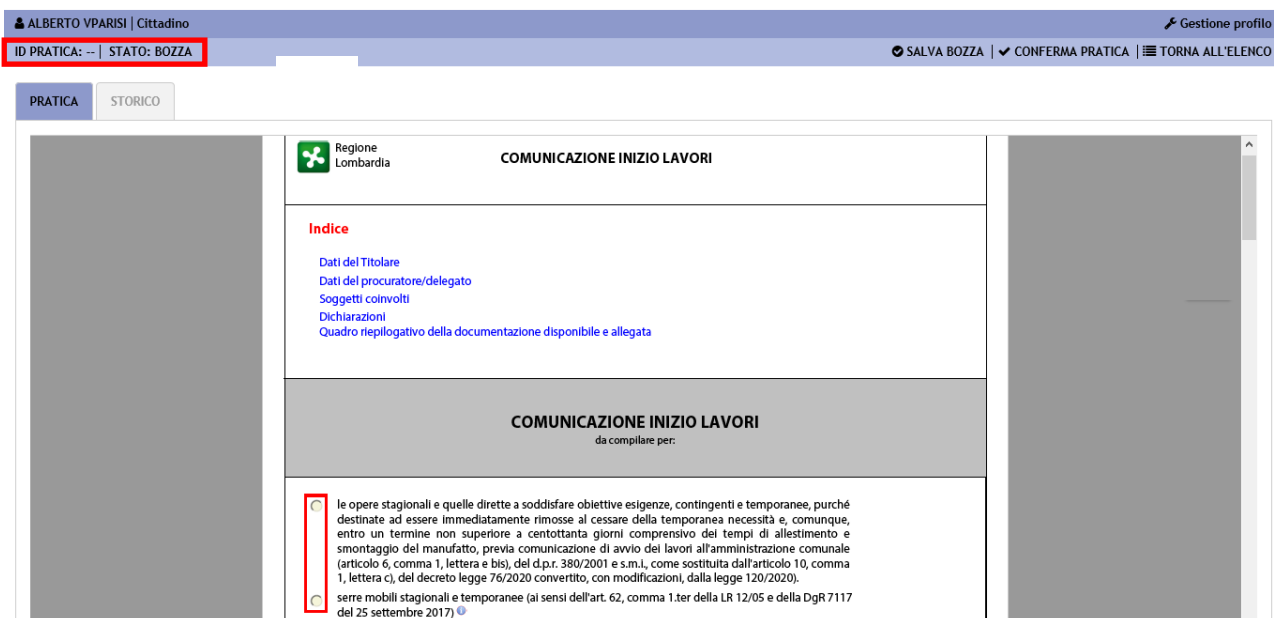 ALBERTO VPARISI | Cittadino
Gestione profilo
ID PRATICA: -- | STATO: BOZZA
SALVA BOZZA | CONFERMA PRATICA | TORNA ALL'ELENCO
PRATICA
STORICO
Regione
Lombardia
COMUNICAZIONE INIZIO LAVORI
Indice
Dati del Titolare
Dati del procuratore/delegato
Soggetti coinvolti
Dichiarazioni
Quadro riepilogativo della documentazione disponibile e allegata
COMUNICAZIONE INIZIO LAVORI
da compilare per:
le opere stagionali e quelle dirette a soddisfare obiettive esigenze, contingenti e temporanee, purché
destinate ad essere immediatamente rimosse al cessare della temporanea necessità e, comunque,
entro un termine non superiore a centottanta giorni comprensivo dei tempi di allestimento e
smontaggio del manufatto, previa comunicazione di avvio dei lavori all'amministrazione comunale
(articolo 6, comma 1, lettera e bis), del d.p.r. 380/2001 e s.m.i., come sostituita dall'articolo 10, comma
1, lettera c), del decreto legge 76/2020 convertito, con modificazioni, dalla legge 120/2020).
serre mobili stagionali e temporanee (ai sensi dell'art. 62, comma 1.ter della LR 12/05 e della DgR 7117
del 25 settembre 2017)